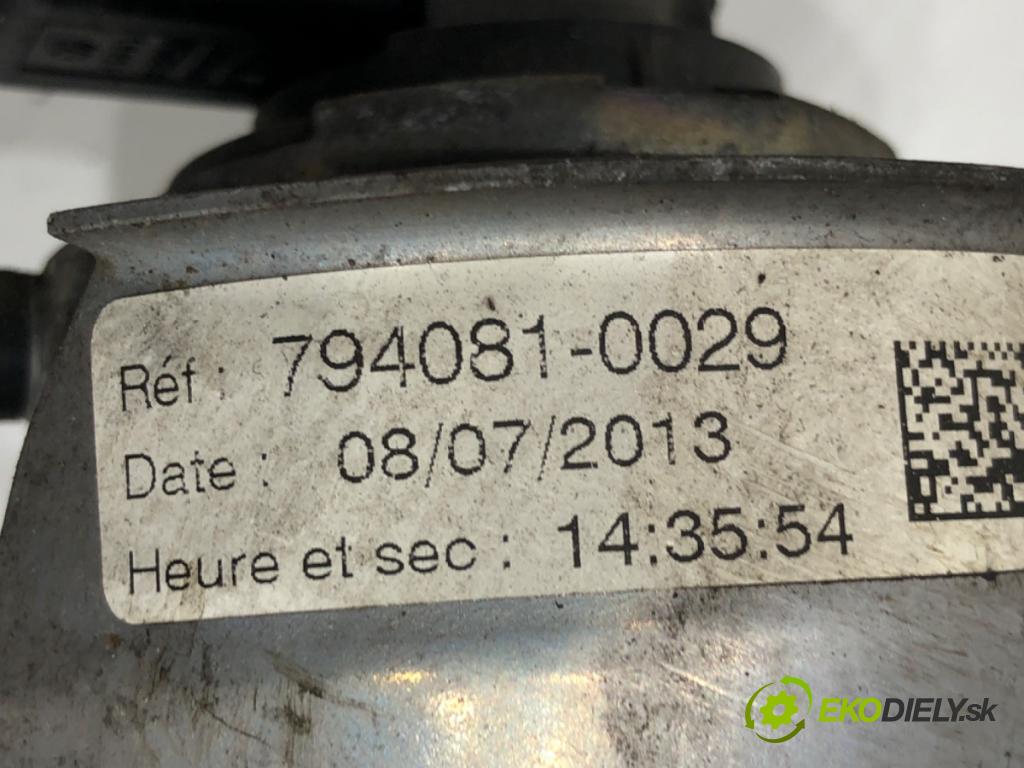 Réf : 794081-0029
Date : 08/07/2013
Heure et sec : 14:35:54
EKODIELY.sk